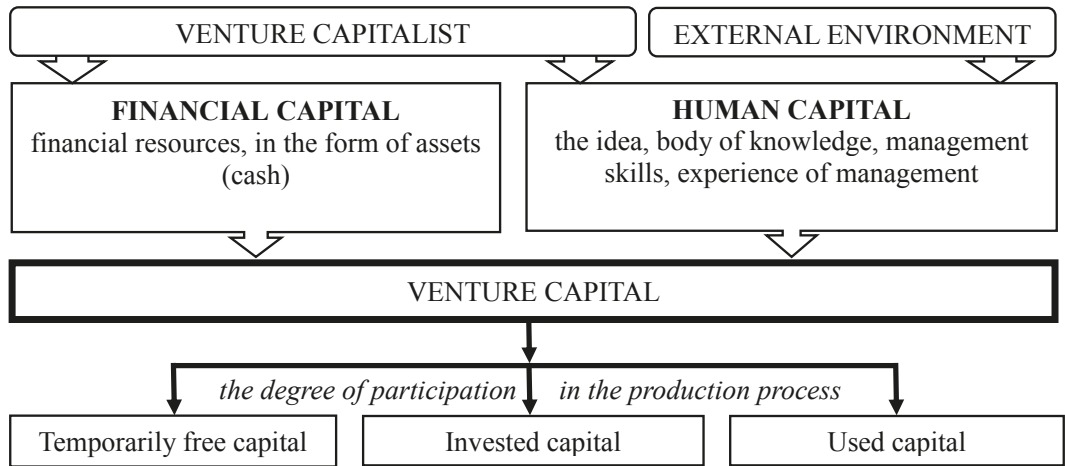 VENTURE CAPITALIST
EXTERNAL ENVIRONMENT
FINANCIAL CAPITAL
financial resources, in the form of assets
(cash)
HUMAN CAPITAL
the idea, body of knowledge, management
skills, experience of management
VENTURE CAPITAL
the degree of participation in the production process
Temporarily free capital
Invested capital
Used capital